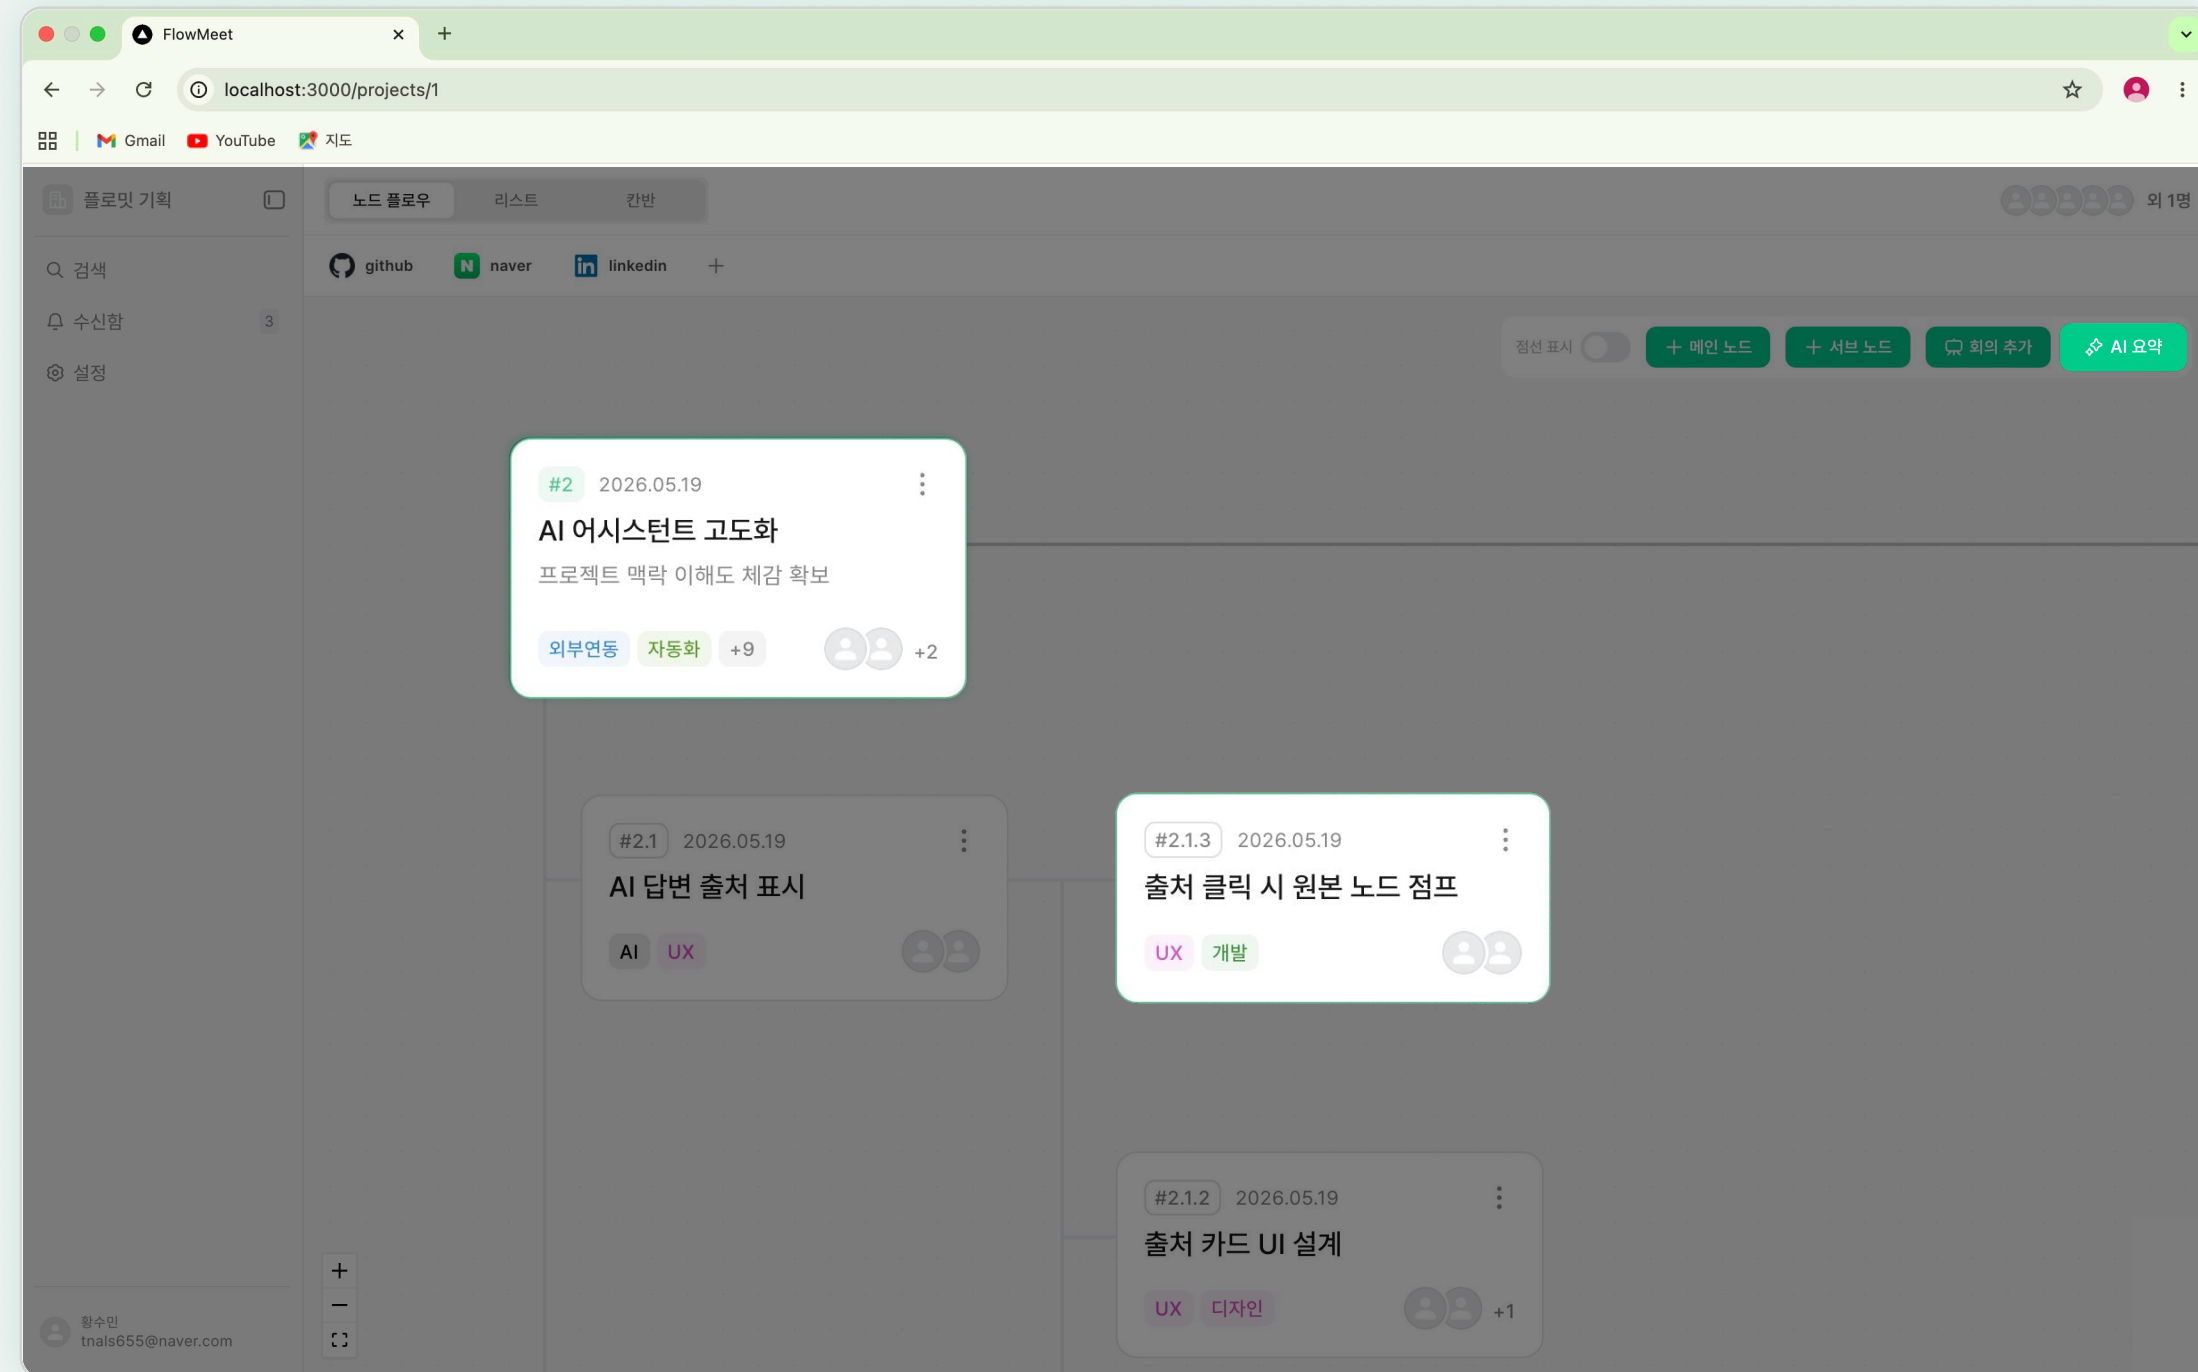 FlowMeet
localhost:3000/projects/1
Gmail
YouTube
지도
플로밋 기획
노드 플로우
리스트
칸반
외 1명
github
naver
linkedin
검색
수신함
3
설정
점선 표시
메인 노드
서브 노드
회의 추가
AI 요약
#2 2026.05.19
AI 어시스턴트 고도화
프로젝트 맥락 이해도 체감 확보
외부연동 자동화 +9 +2
#2.1 2026.05.19
AI 답변 출처 표시
AI UX
#2.1.3 2026.05.19
출처 클릭 시 원본 노드 점프
UX 개발
#2.1.2 2026.05.19
출처 카드 UI 설계
UX 디자인 +1
황수민
tnals655@naver.com